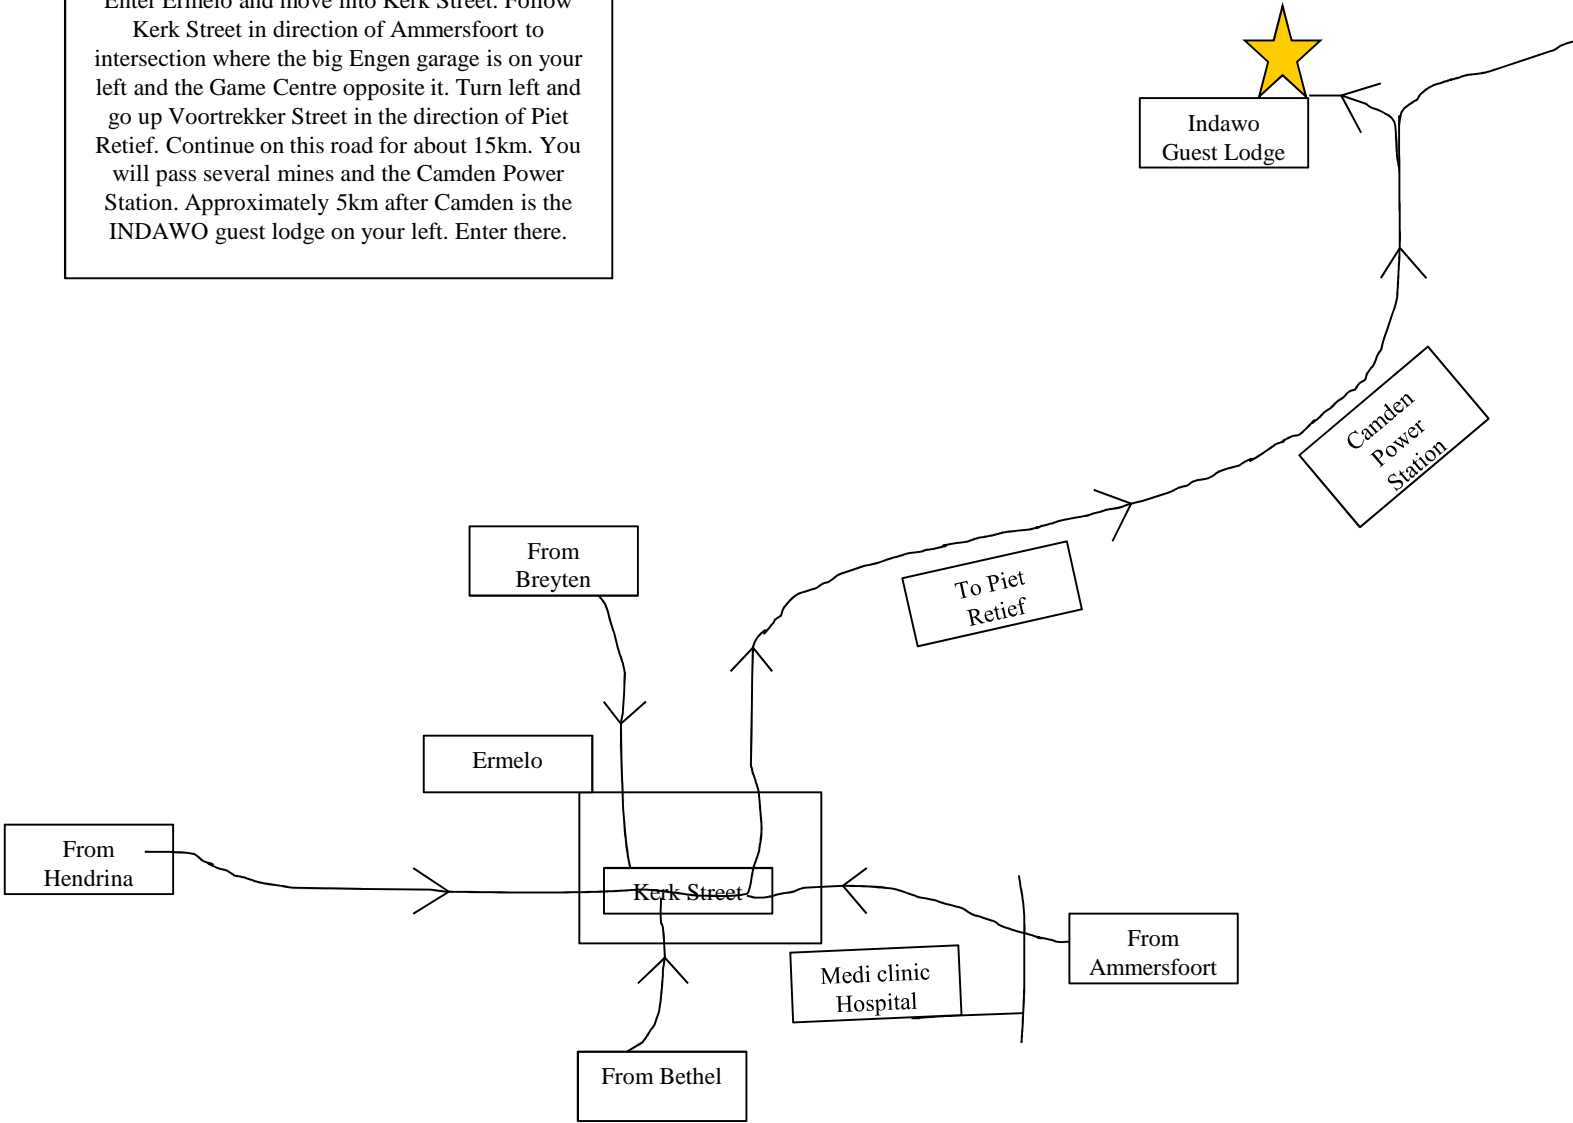 Enter Ermelo and move into Kerk Street. Follow
Kerk Street in direction of Ammersfoort to
intersection where the big Engen garage is on your
left and the Game Centre opposite it. Turn left and
go up Voortrekker Street in the direction of Piet
Retief. Continue on this road for about 15km. You
will pass several mines and the Camden Power
Station. Approximately 5km after Camden is the
INDAWO guest lodge on your left. Enter there.
Indawo
Guest Lodge
Camden
Power
Station
From
Breyten
To Piet
Retief
Ermelo
From
Hendrina
Kerk Street
From
Ammersfoort
Medi clinic
Hospital
From Bethel